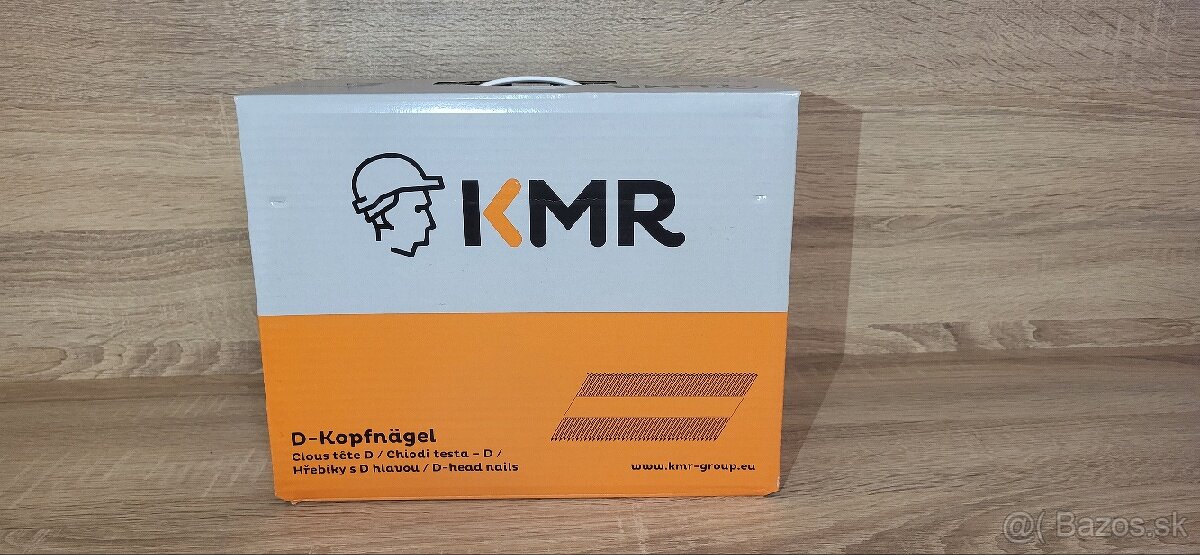 KMR
D-Kopfnägel
Clous tête D / Chiodi testa - D /
Hřebíky s D hlavou / D-head nails
www.kmr-group.eu
@( Bazos.sk